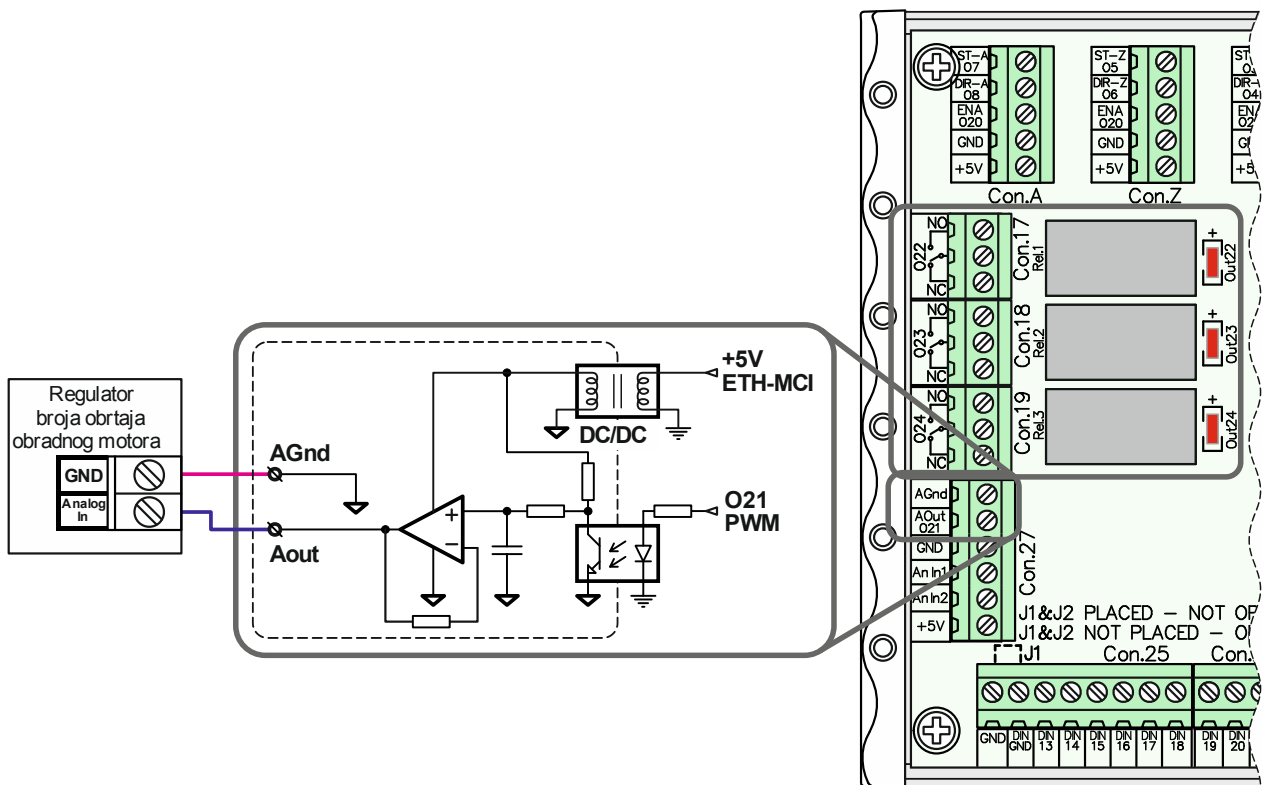 Regulator
broja obrtaja
obradnog motora
GND
Analog
In
AGnd
Aout
+5V
ETH-MCI
DC/DC
O21
PWM
+
−
ST-A
O7
DIR-A
O8
ENA
O20
GND
+5V
Con.A
ST-Z
O5
DIR-Z
O6
ENA
O20
GND
+5V
Con.Z
NO
O22
NC
Con.17
Rel.1
+
Out22
NO
O23
NC
Con.18
Rel.2
+
Out23
NO
O24
NC
Con.19
Rel.3
+
Out24
AGnd
AOut
O21
GND
An In1
An In2
+5V
Con.27
J1&J2 PLACED – NOT
J1&J2 NOT PLACED –
J1
Con.25
Con.
GND
DIN
GND
DIN
13
DIN
14
DIN
15
DIN
16
DIN
17
DIN
18
DIN
19
DIN
20